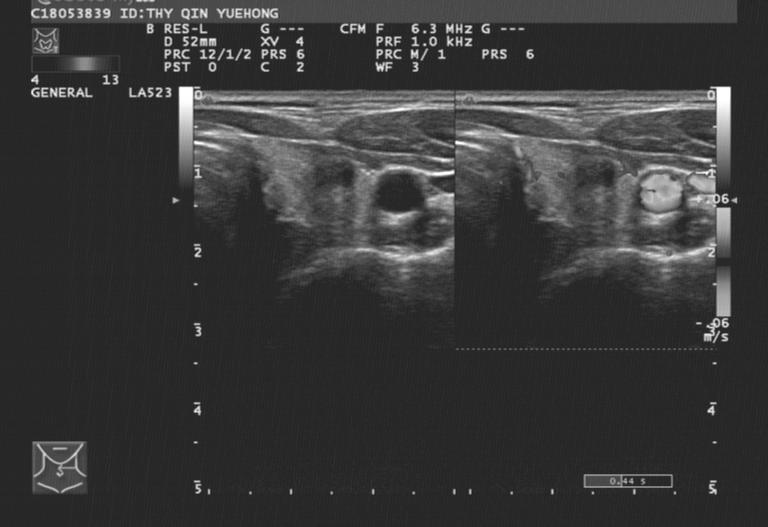 C18053839 ID:THY QIN YUEHONG
B RES-L G --- CFM F 6.3 MHz G ---
D 52mm XV 4 PRF 1.0 kHz
PRC 12/1/2 PRS 6 PRC M/ 1 PRS 6
PST 0 C 2 WF 3
4 13
GENERAL LA523
0 0
1 1
+.06
2 2
-.06
3 3
m/s
4 4
0.44 s
5 5